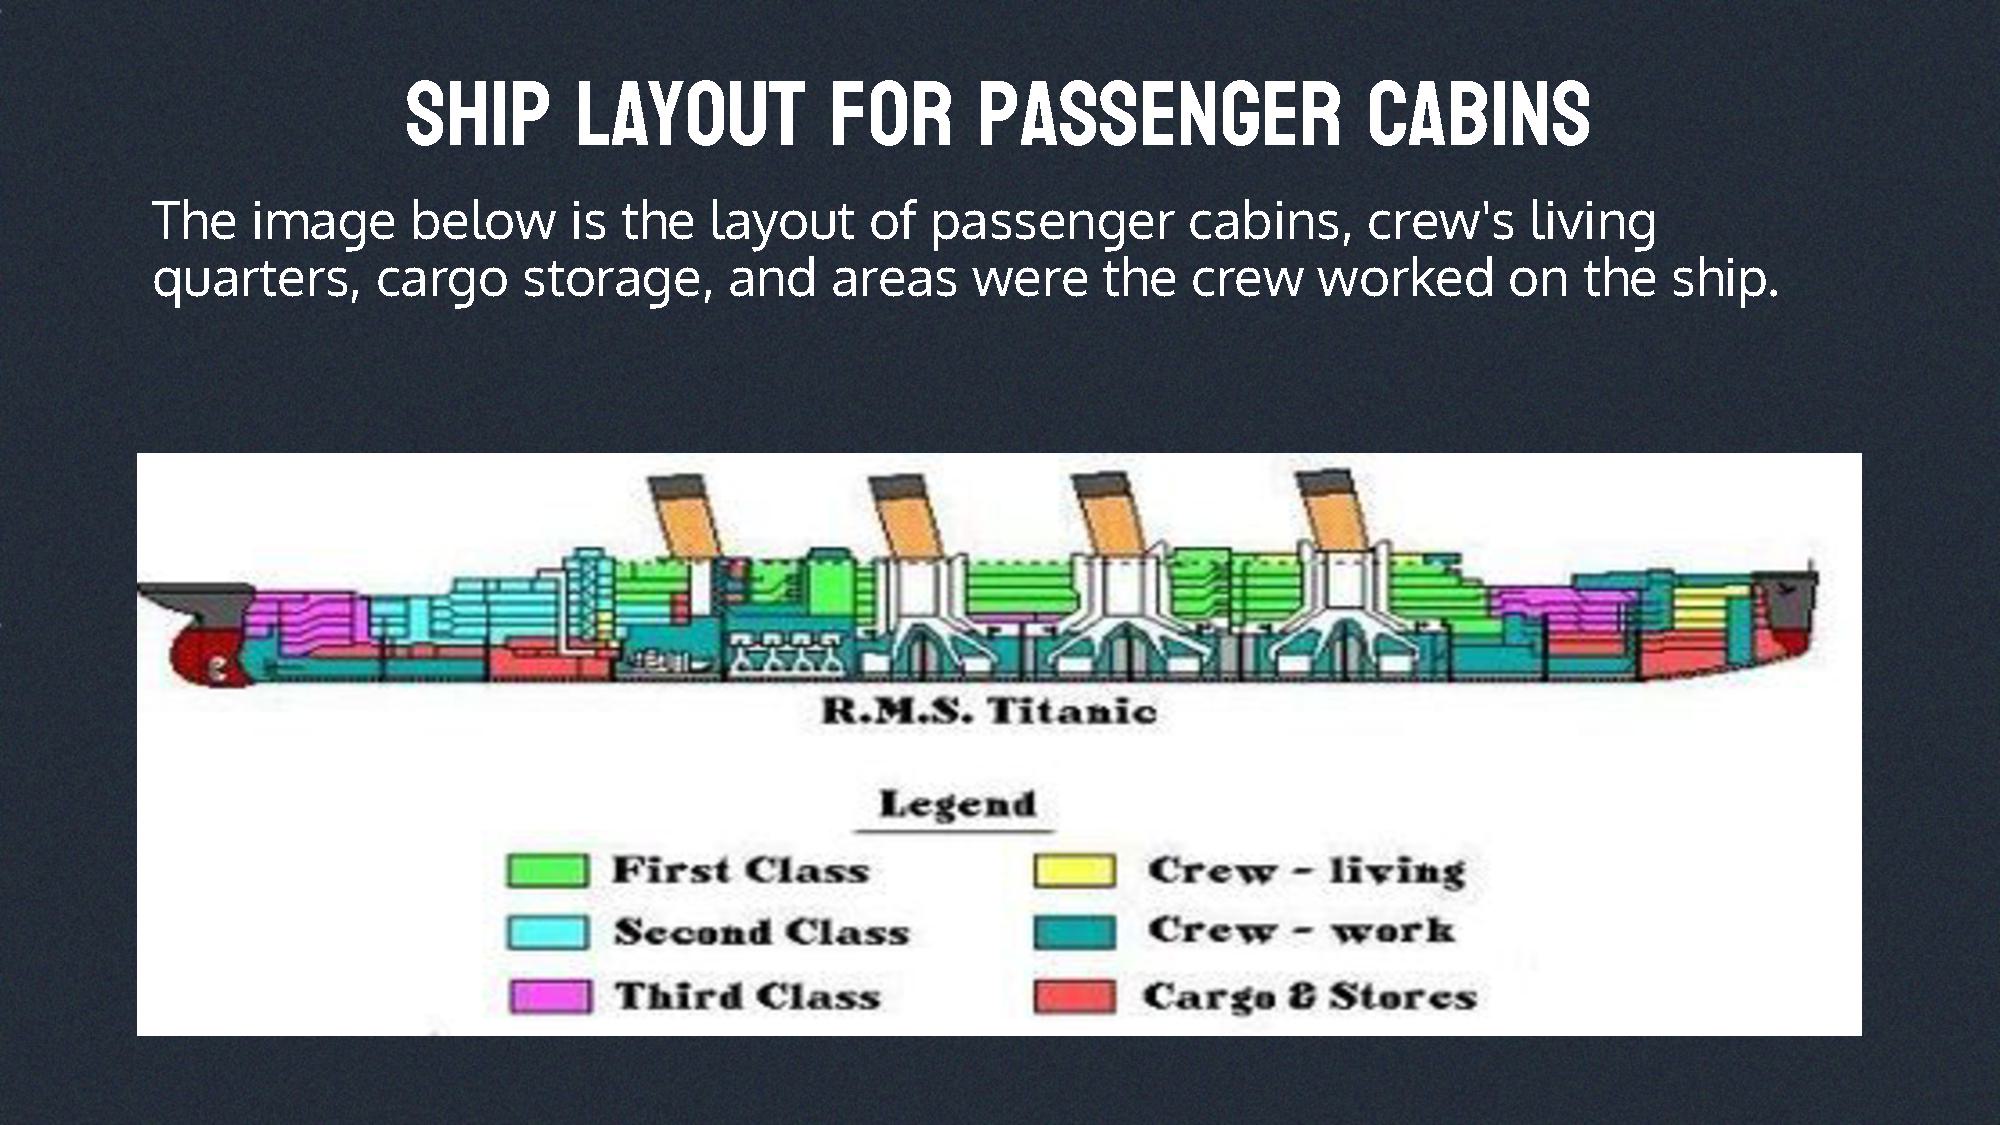 SHIP LAYOUT FOR PASSENGER CABINS
The image below is the layout of passenger cabins, crew's living
quarters, cargo storage, and areas were the crew worked on the ship.
R.M.S. Titanic
Legend
First Class
Crew - living
Second Class
Crew - work
Third Class
Cargo & Stores